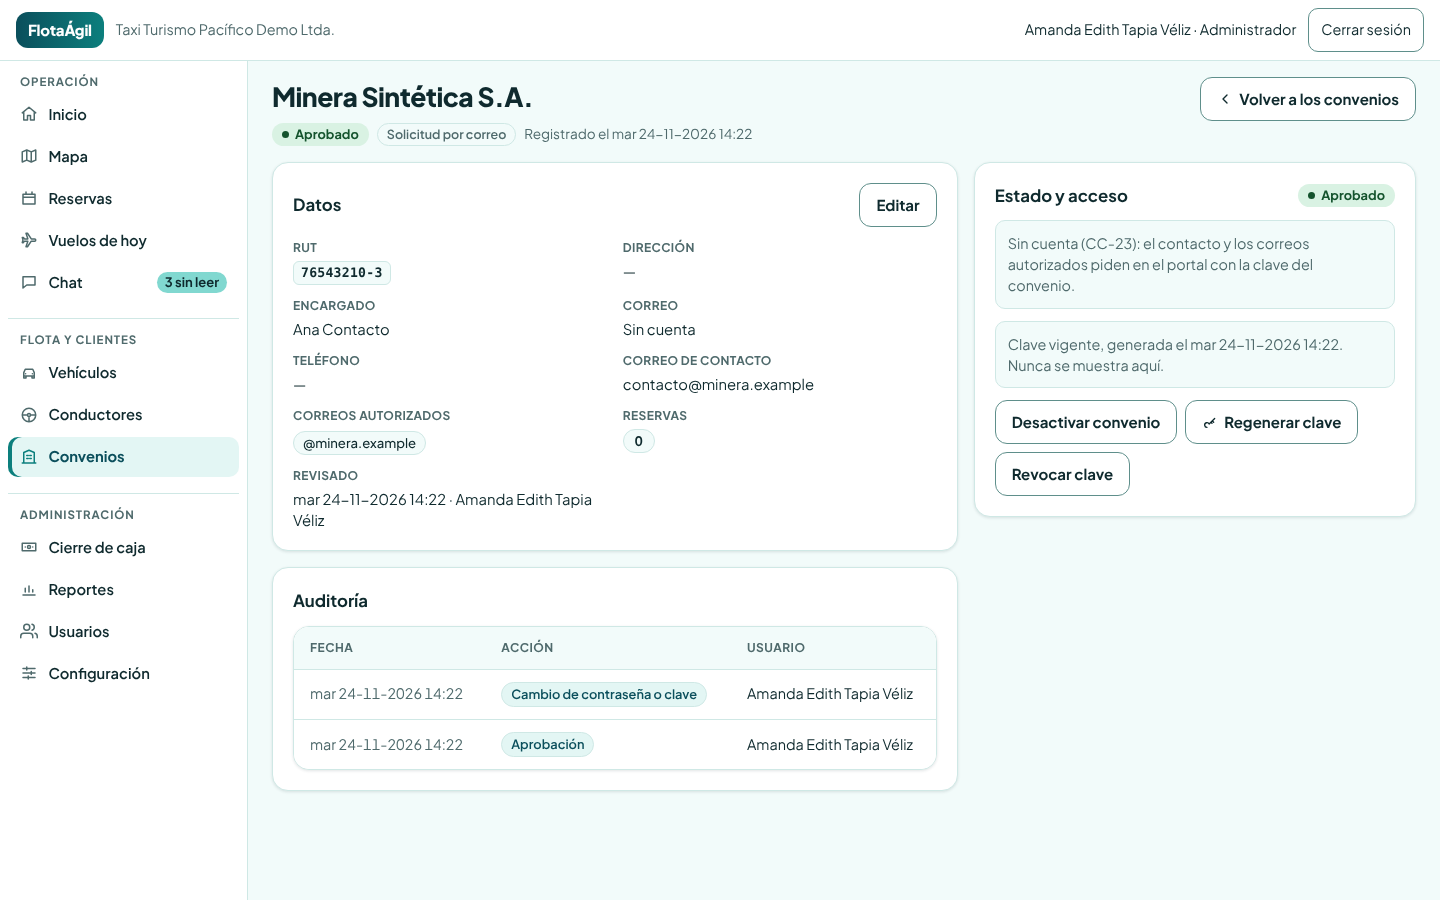 FlotaÁgil
Taxi Turismo Pacífico Demo Ltda.
Amanda Edith Tapia Véliz · Administrador
Cerrar sesión
OPERACIÓN
Inicio
Mapa
Reservas
Vuelos de hoy
Chat
3 sin leer
FLOTA Y CLIENTES
Vehículos
Conductores
Convenios
ADMINISTRACIÓN
Cierre de caja
Reportes
Usuarios
Configuración
Minera Sintética S.A.
Volver a los convenios
Aprobado
Solicitud por correo
Registrado el mar 24-11-2026 14:22
Datos
Editar
RUT
76543210-3
DIRECCIÓN
—
ENCARGADO
Ana Contacto
CORREO
Sin cuenta
TELÉFONO
—
CORREO DE CONTACTO
contacto@minera.example
CORREOS AUTORIZADOS
@minera.example
RESERVAS
0
REVISADO
mar 24-11-2026 14:22 · Amanda Edith Tapia
Véliz
Estado y acceso
Aprobado
Sin cuenta (CC-23): el contacto y los correos
autorizados piden en el portal con la clave del
convenio.
Clave vigente, generada el mar 24-11-2026 14:22.
Nunca se muestra aquí.
Desactivar convenio
Regenerar clave
Revocar clave
Auditoría
FECHA
ACCIÓN
USUARIO
mar 24-11-2026 14:22
Cambio de contraseña o clave
Amanda Edith Tapia Véliz
mar 24-11-2026 14:22
Aprobación
Amanda Edith Tapia Véliz